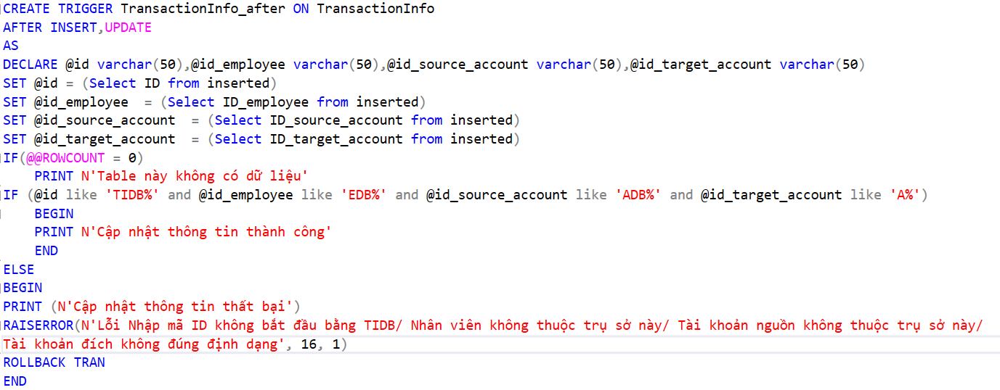 CREATE TRIGGER TransactionInfo_after ON TransactionInfo
AFTER INSERT,UPDATE
AS
DECLARE @id varchar(50),@id_employee varchar(50),@id_source_account varchar(50),@id_target_account varchar(50)
SET @id = (Select ID from inserted)
SET @id_employee  = (Select ID_employee from inserted)
SET @id_source_account  = (Select ID_source_account from inserted)
SET @id_target_account  = (Select ID_target_account from inserted)
IF(@@ROWCOUNT = 0)
    PRINT N'Table này không có dữ liệu'
IF (@id like 'TIDB%' and @id_employee like 'EDB%' and @id_source_account like 'ADB%' and @id_target_account like 'A%')
    BEGIN
    PRINT N'Cập nhật thông tin thành công'
    END
ELSE
BEGIN
PRINT (N'Cập nhật thông tin thất bại')
RAISERROR(N'Lỗi Nhập mã ID không bắt đầu bằng TIDB/ Nhân viên không thuộc trụ sở này/ Tài khoản nguồn không thuộc trụ sở này/
Tài khoản đích không đúng định dạng', 16, 1)
ROLLBACK TRAN
END